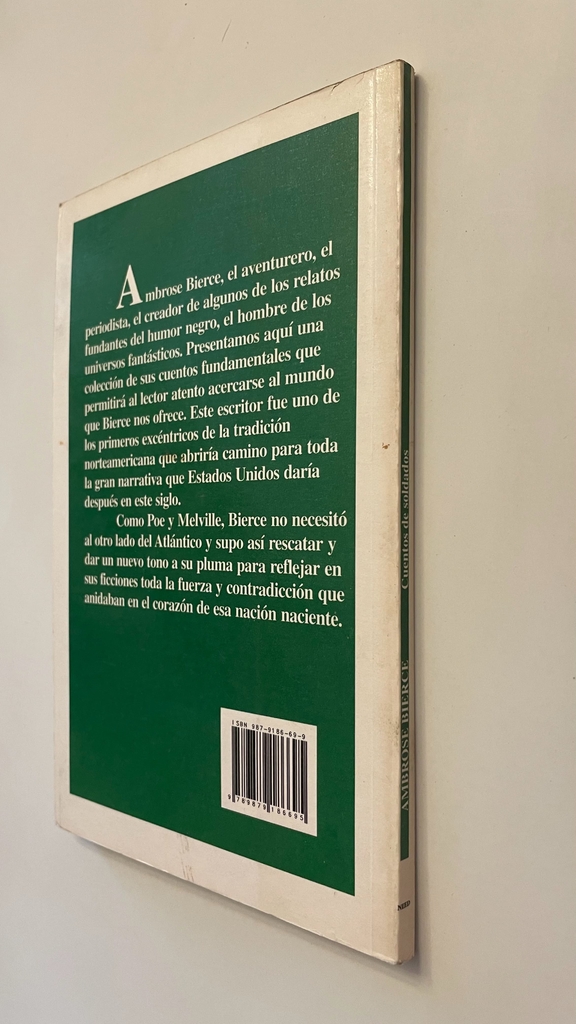 Ambrose Bierce, el aventurero, el
periodista, el creador de algunos de los relatos
fundantes del humor negro, el hombre de los
universos fantásticos. Presentamos aquí una
colección de sus cuentos fundamentales que
permitirá al lector atento acercarse al mundo
que Bierce nos ofrece. Este escritor fue uno de
los primeros excéntricos de la tradición
norteamericana que abriría camino para toda
la gran narrativa que Estados Unidos daría
después en este siglo.
Como Poe y Melville, Bierce no necesitó
al otro lado del Atlántico y supo así rescatar y
dar un nuevo tono a su pluma para reflejar en
sus ficciones toda la fuerza y contradicción que
anidaban en el corazón de esa nación naciente.
ISBN 987-9186-69-9
9 789879 186695
AMBROSE BIERCE Cuentos de soldados
NEED